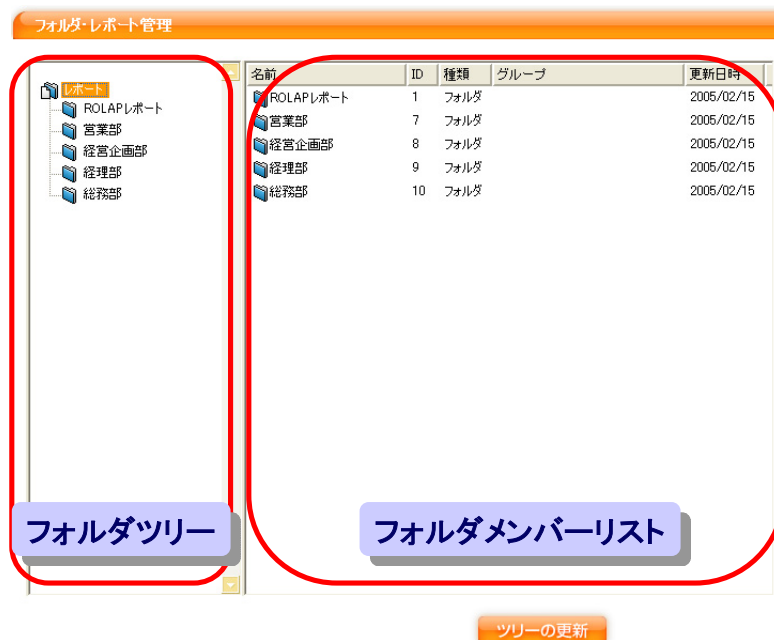 フォルダ・レポート管理
レポート
ROLAPレポート
営業部
経営企画部
経理部
総務部
名前 ID 種類 グループ 更新日時
ROLAPレポート 1 フォルダ 2005/02/15
営業部 7 フォルダ 2005/02/15
経営企画部 8 フォルダ 2005/02/15
経理部 9 フォルダ 2005/02/15
総務部 10 フォルダ 2005/02/15
フォルダツリー
フォルダメンバーリスト
ツリーの更新